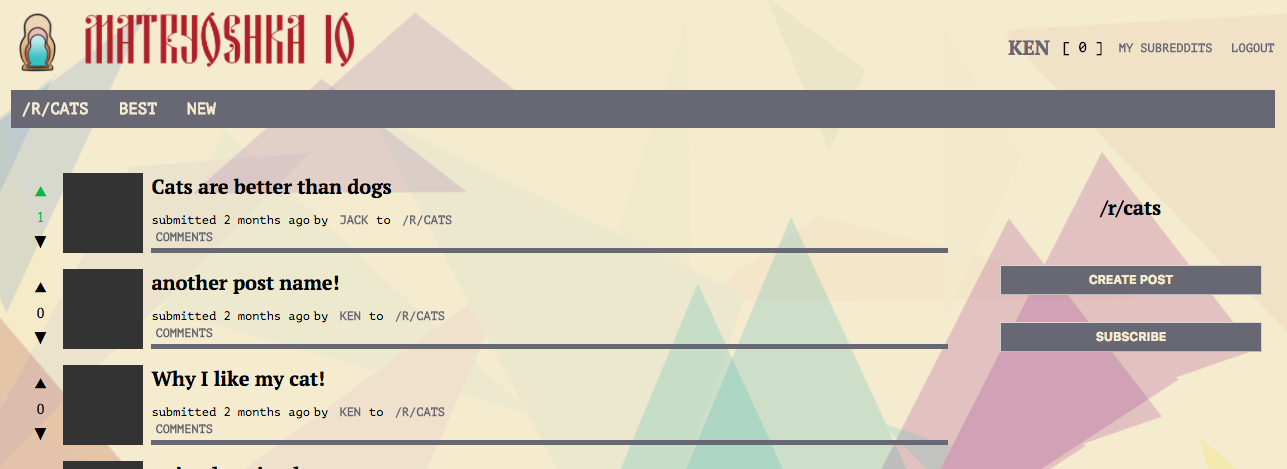 MATRYOSHKA IO
KEN [ 0 ] MY SUBREDDITS LOGOUT
/R/CATS BEST NEW
Cats are better than dogs
1
submitted 2 months ago by JACK to /R/CATS
COMMENTS
/r/cats
another post name!
0
submitted 2 months ago by KEN to /R/CATS
COMMENTS
CREATE POST
SUBSCRIBE
Why I like my cat!
0
submitted 2 months ago by KEN to /R/CATS
COMMENTS